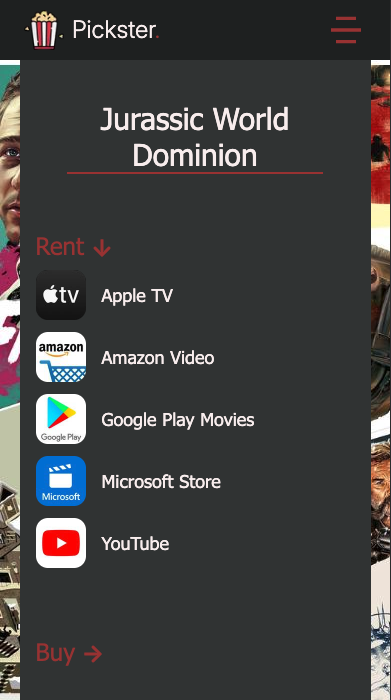 Pickster.
Jurassic World
Dominion
Rent ↓
tv
Apple TV
amazon
Amazon Video
Google Play
Google Play Movies
Microsoft
Microsoft Store
YouTube
Buy →